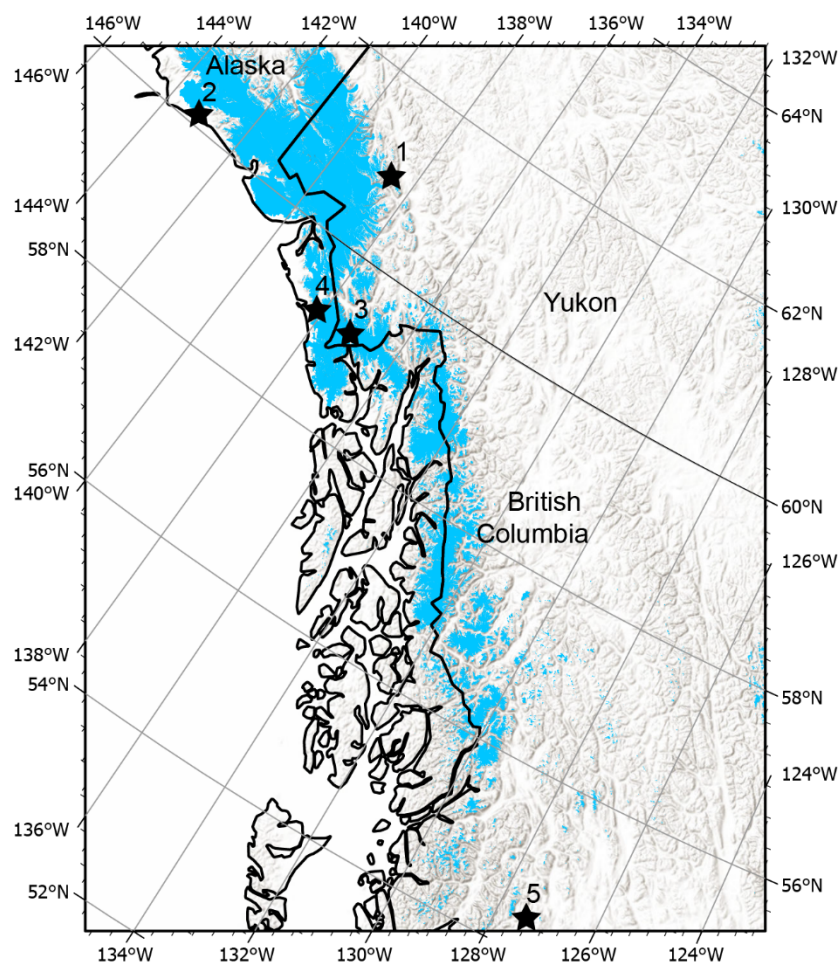 146°W 144°W 142°W 140°W 138°W 136°W 134°W
146°W
144°W
58°N
142°W
56°N
140°W
138°W
54°N
136°W
52°N
Alaska
2
1
4
3
Yukon
British
Columbia
5
132°W
64°N
130°W
62°N
128°W
60°N
126°W
58°N
124°W
56°N
134°W 132°W 130°W 128°W 126°W 124°W